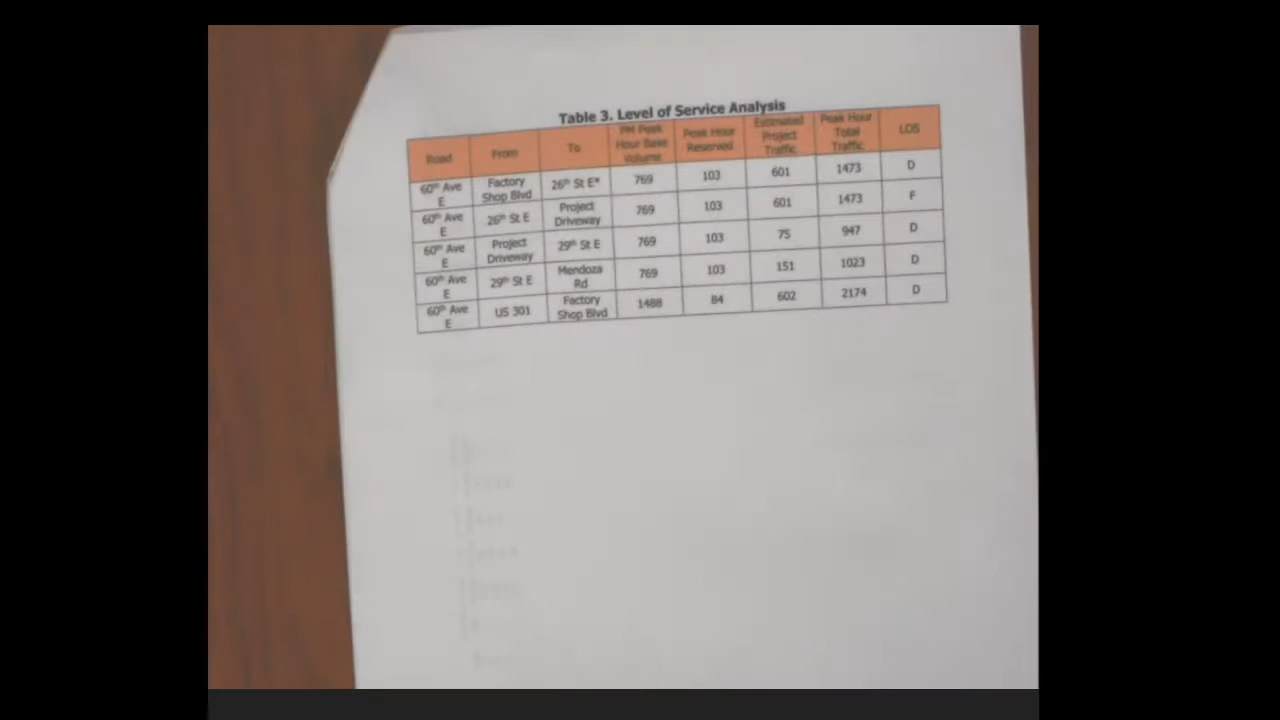 Table 3. Level of Service Analysis
Road From To PM Peak Hour Base Volume Peak Hour Reserved Estimated Project Traffic Peak Hour Total Traffic LOS
60th Ave E Factory Shop Blvd 26th St E* 769 103 601 1473 D
60th Ave E 26th St E Project Driveway 769 103 601 1473 F
60th Ave E Project Driveway 29th St E 769 103 75 947 D
60th Ave E 29th St E Mendoza Rd 769 103 151 1023 D
60th Ave E US 301 Factory Shop Blvd 1488 84 602 2174 D